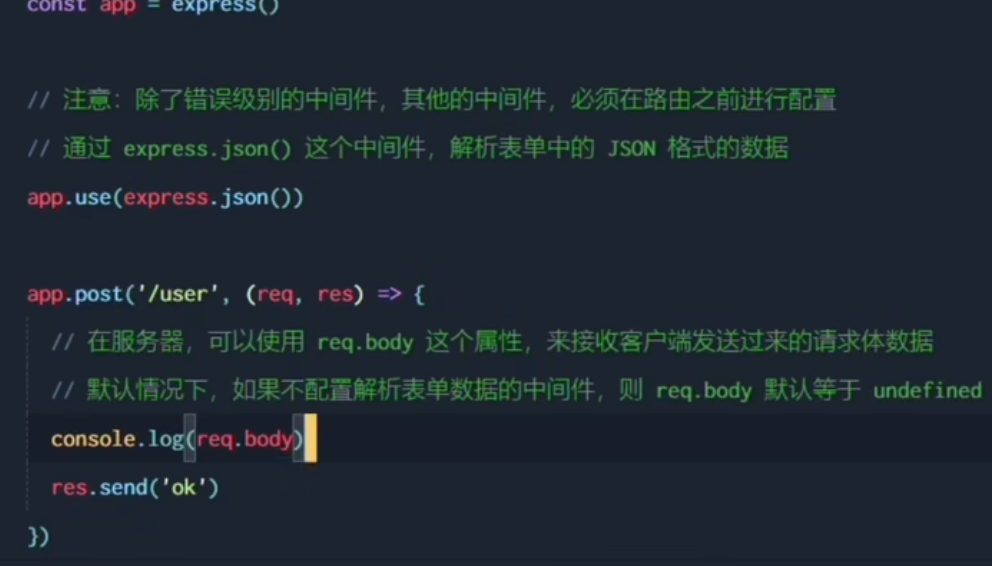 const app = express()
// 注意：除了错误级别的中间件，其他的中间件，必须在路由之前进行配置
// 通过 express.json() 这个中间件，解析表单中的 JSON 格式的数据
app.use(express.json())
app.post('/user', (req, res) => {
// 在服务器，可以使用 req.body 这个属性，来接收客户端发送过来的请求体数据
// 默认情况下，如果不配置解析表单数据的中间件，则 req.body 默认等于 undefined
console.log(req.body)
res.send('ok')
})